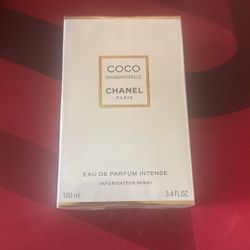 COCO
MADEMOISELLE
CHANEL
PARIS
EAU DE PARFUM INTENSE
VAPORISATEUR SPRAY
100 ml
3.4 FL.OZ.